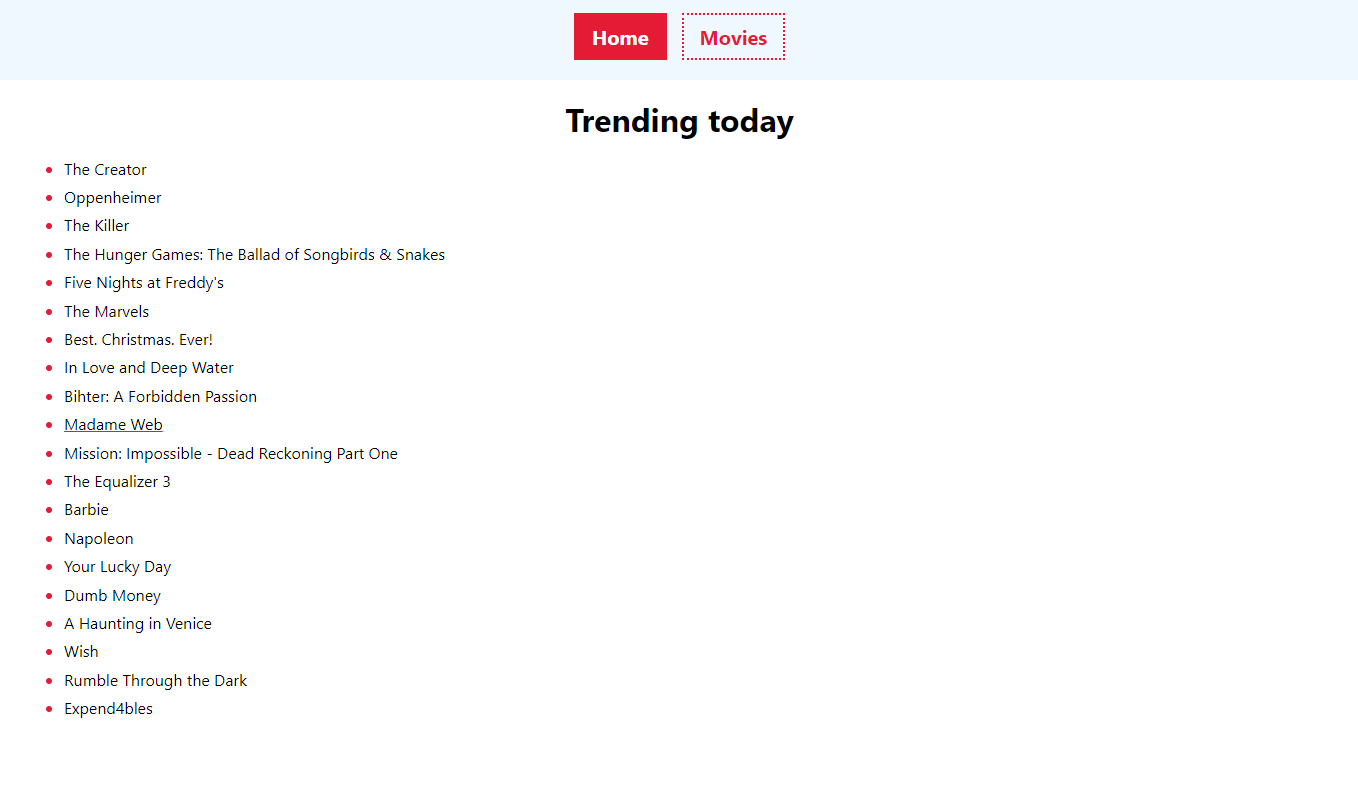 Home Movies
Trending today
The Creator
Oppenheimer
The Killer
The Hunger Games: The Ballad of Songbirds & Snakes
Five Nights at Freddy's
The Marvels
Best. Christmas. Ever!
In Love and Deep Water
Bihter: A Forbidden Passion
Madame Web
Mission: Impossible - Dead Reckoning Part One
The Equalizer 3
Barbie
Napoleon
Your Lucky Day
Dumb Money
A Haunting in Venice
Wish
Rumble Through the Dark
Expend4bles